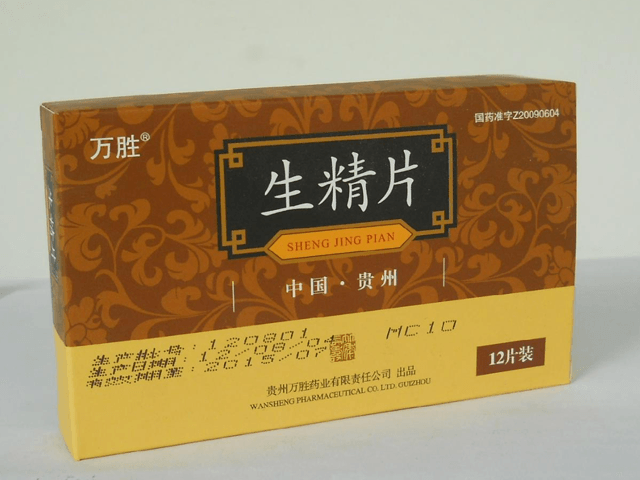 万胜®
国药准字Z20090604
生精片
SHENG JING PIAN
中国·贵州
生产批号:120801
生产日期:12/08/04
有效期至:2015/07
MC10
12片装
贵州万胜药业有限责任公司 出品
WANSHENG PHARMACEUTICAL CO. LTD. GUIZHOU